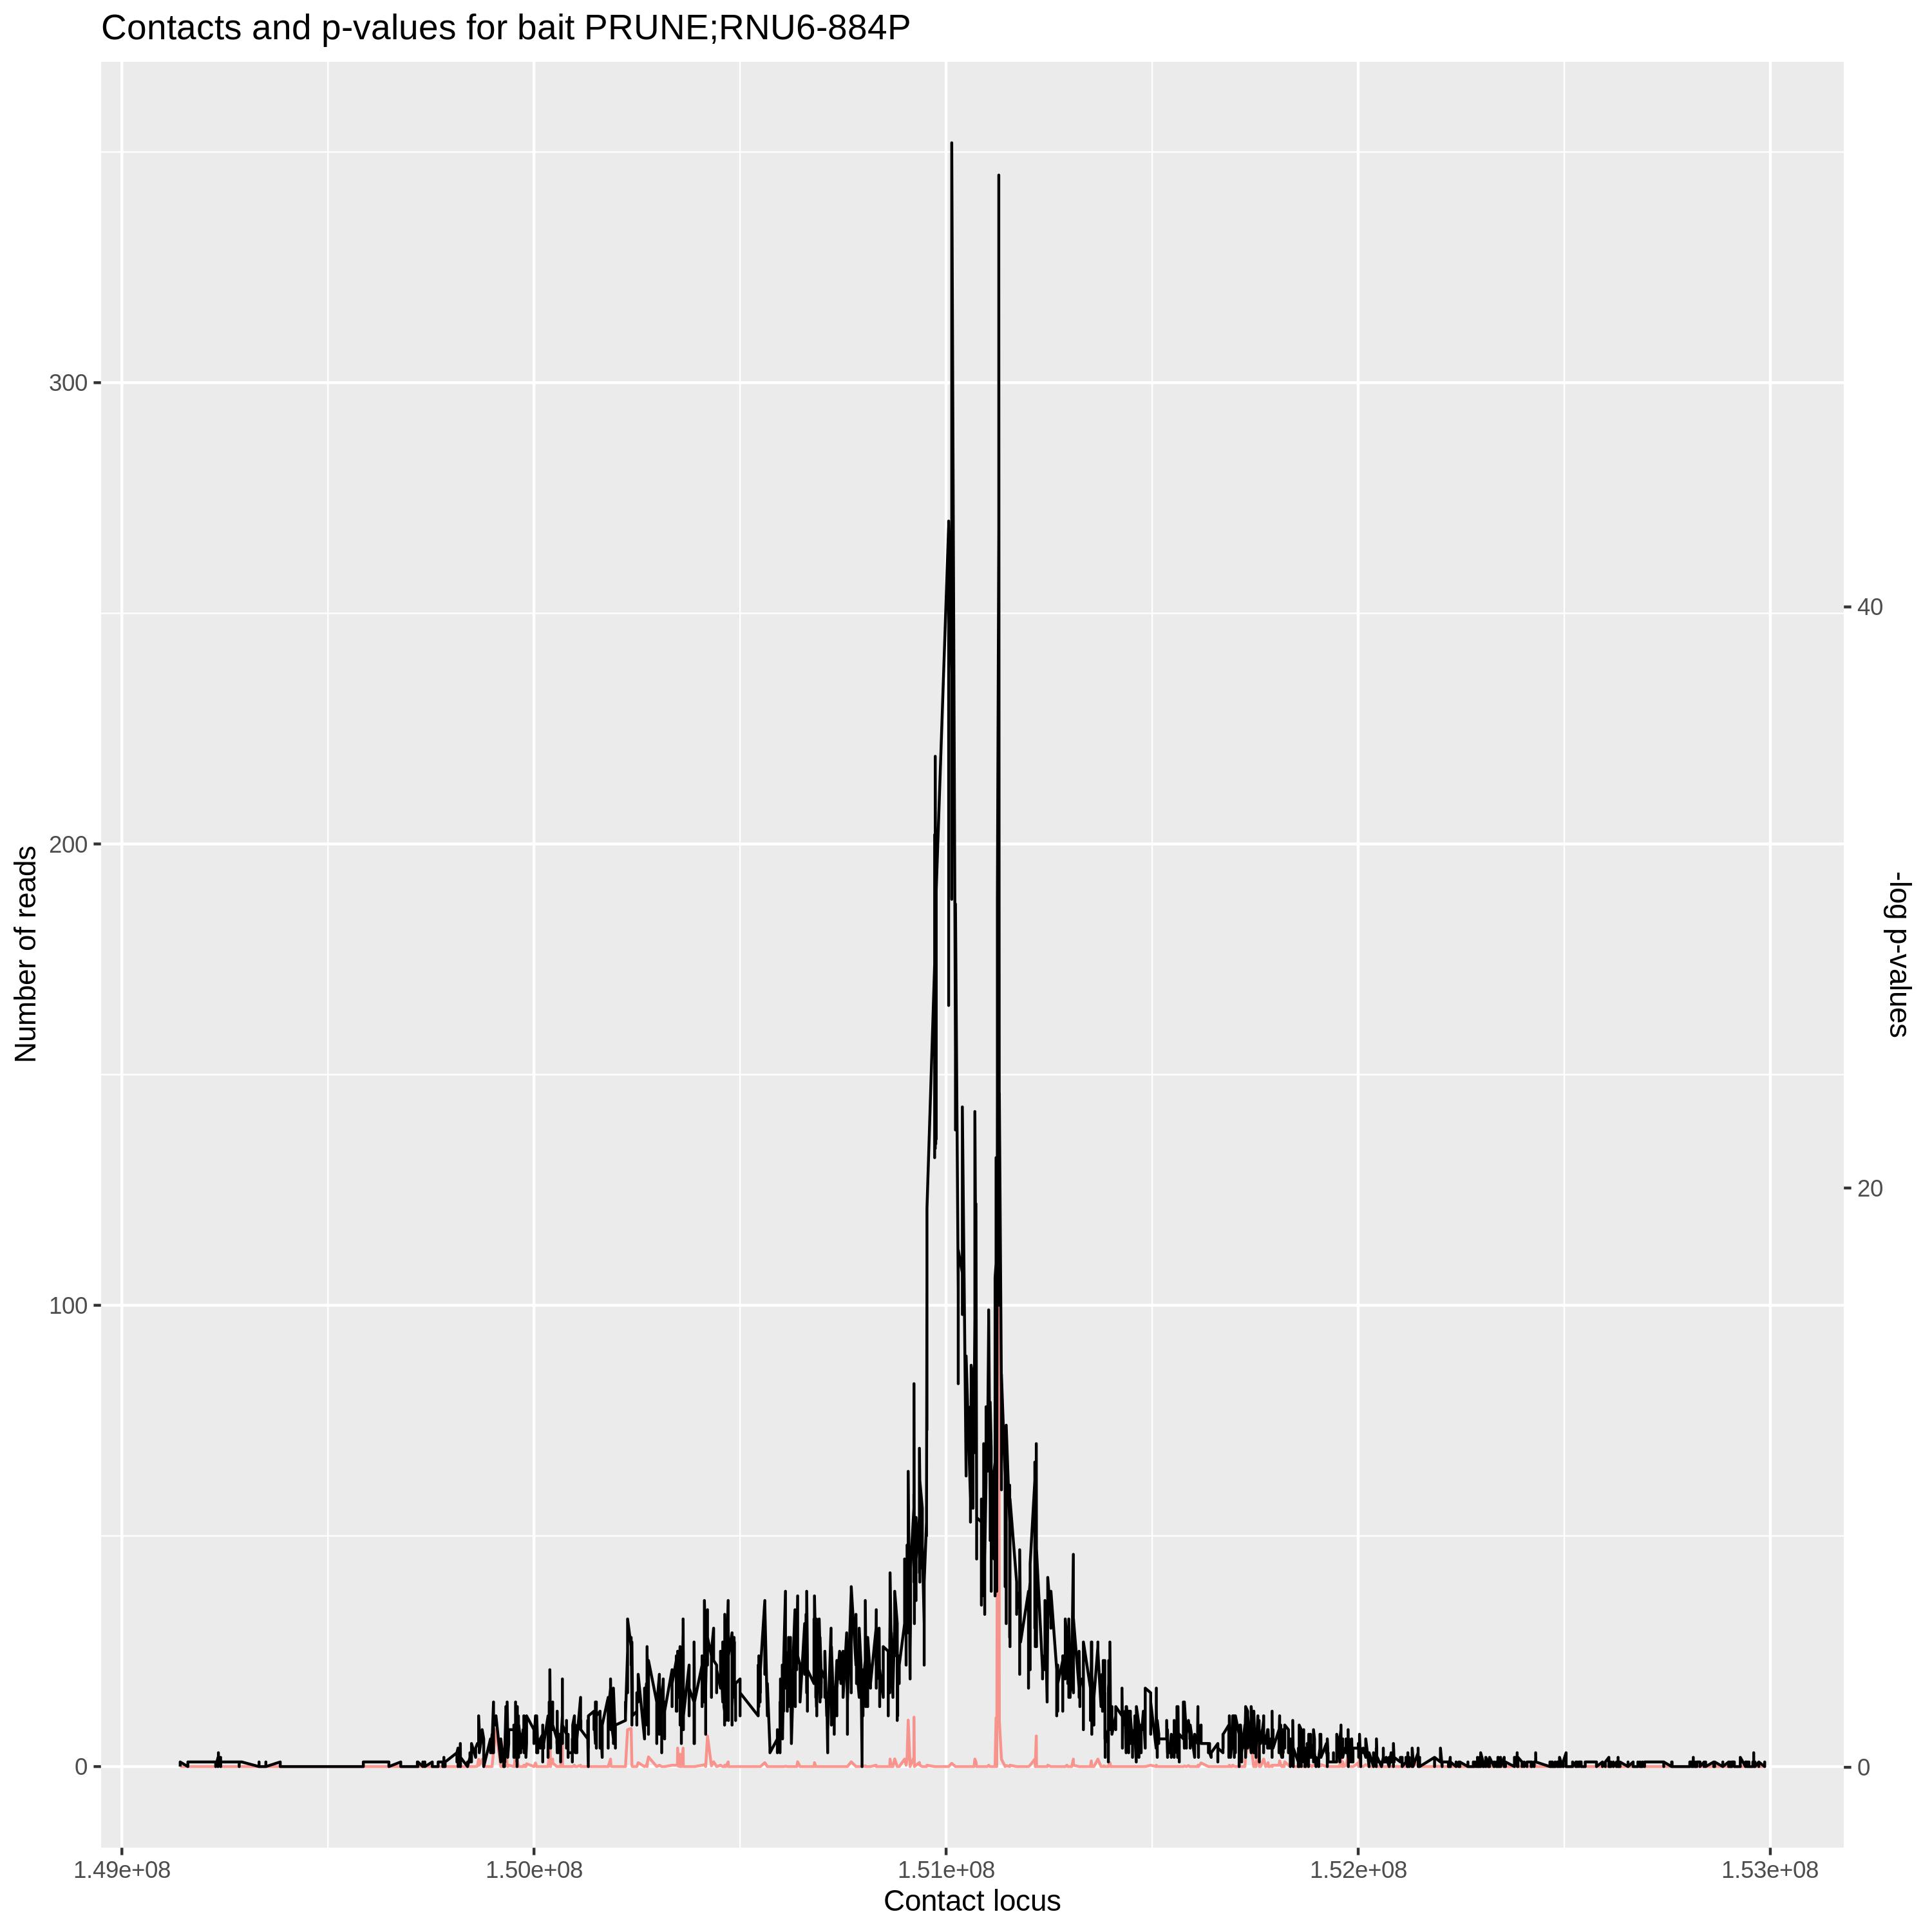 Contacts and p-values for bait PRUNE;RNU6-884P
Number of reads
300
200
100
0
-log p-values
40
20
0
1.49e+08
1.50e+08
1.51e+08
1.52e+08
1.53e+08
Contact locus